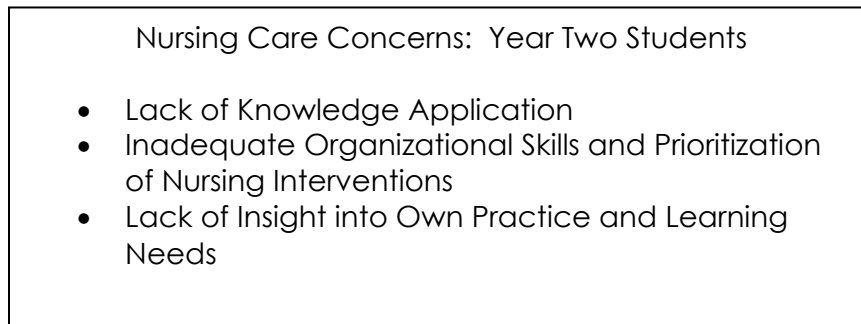 Nursing Care Concerns:  Year Two Students
• Lack of Knowledge Application
• Inadequate Organizational Skills and Prioritization
of Nursing Interventions
• Lack of Insight into Own Practice and Learning
Needs